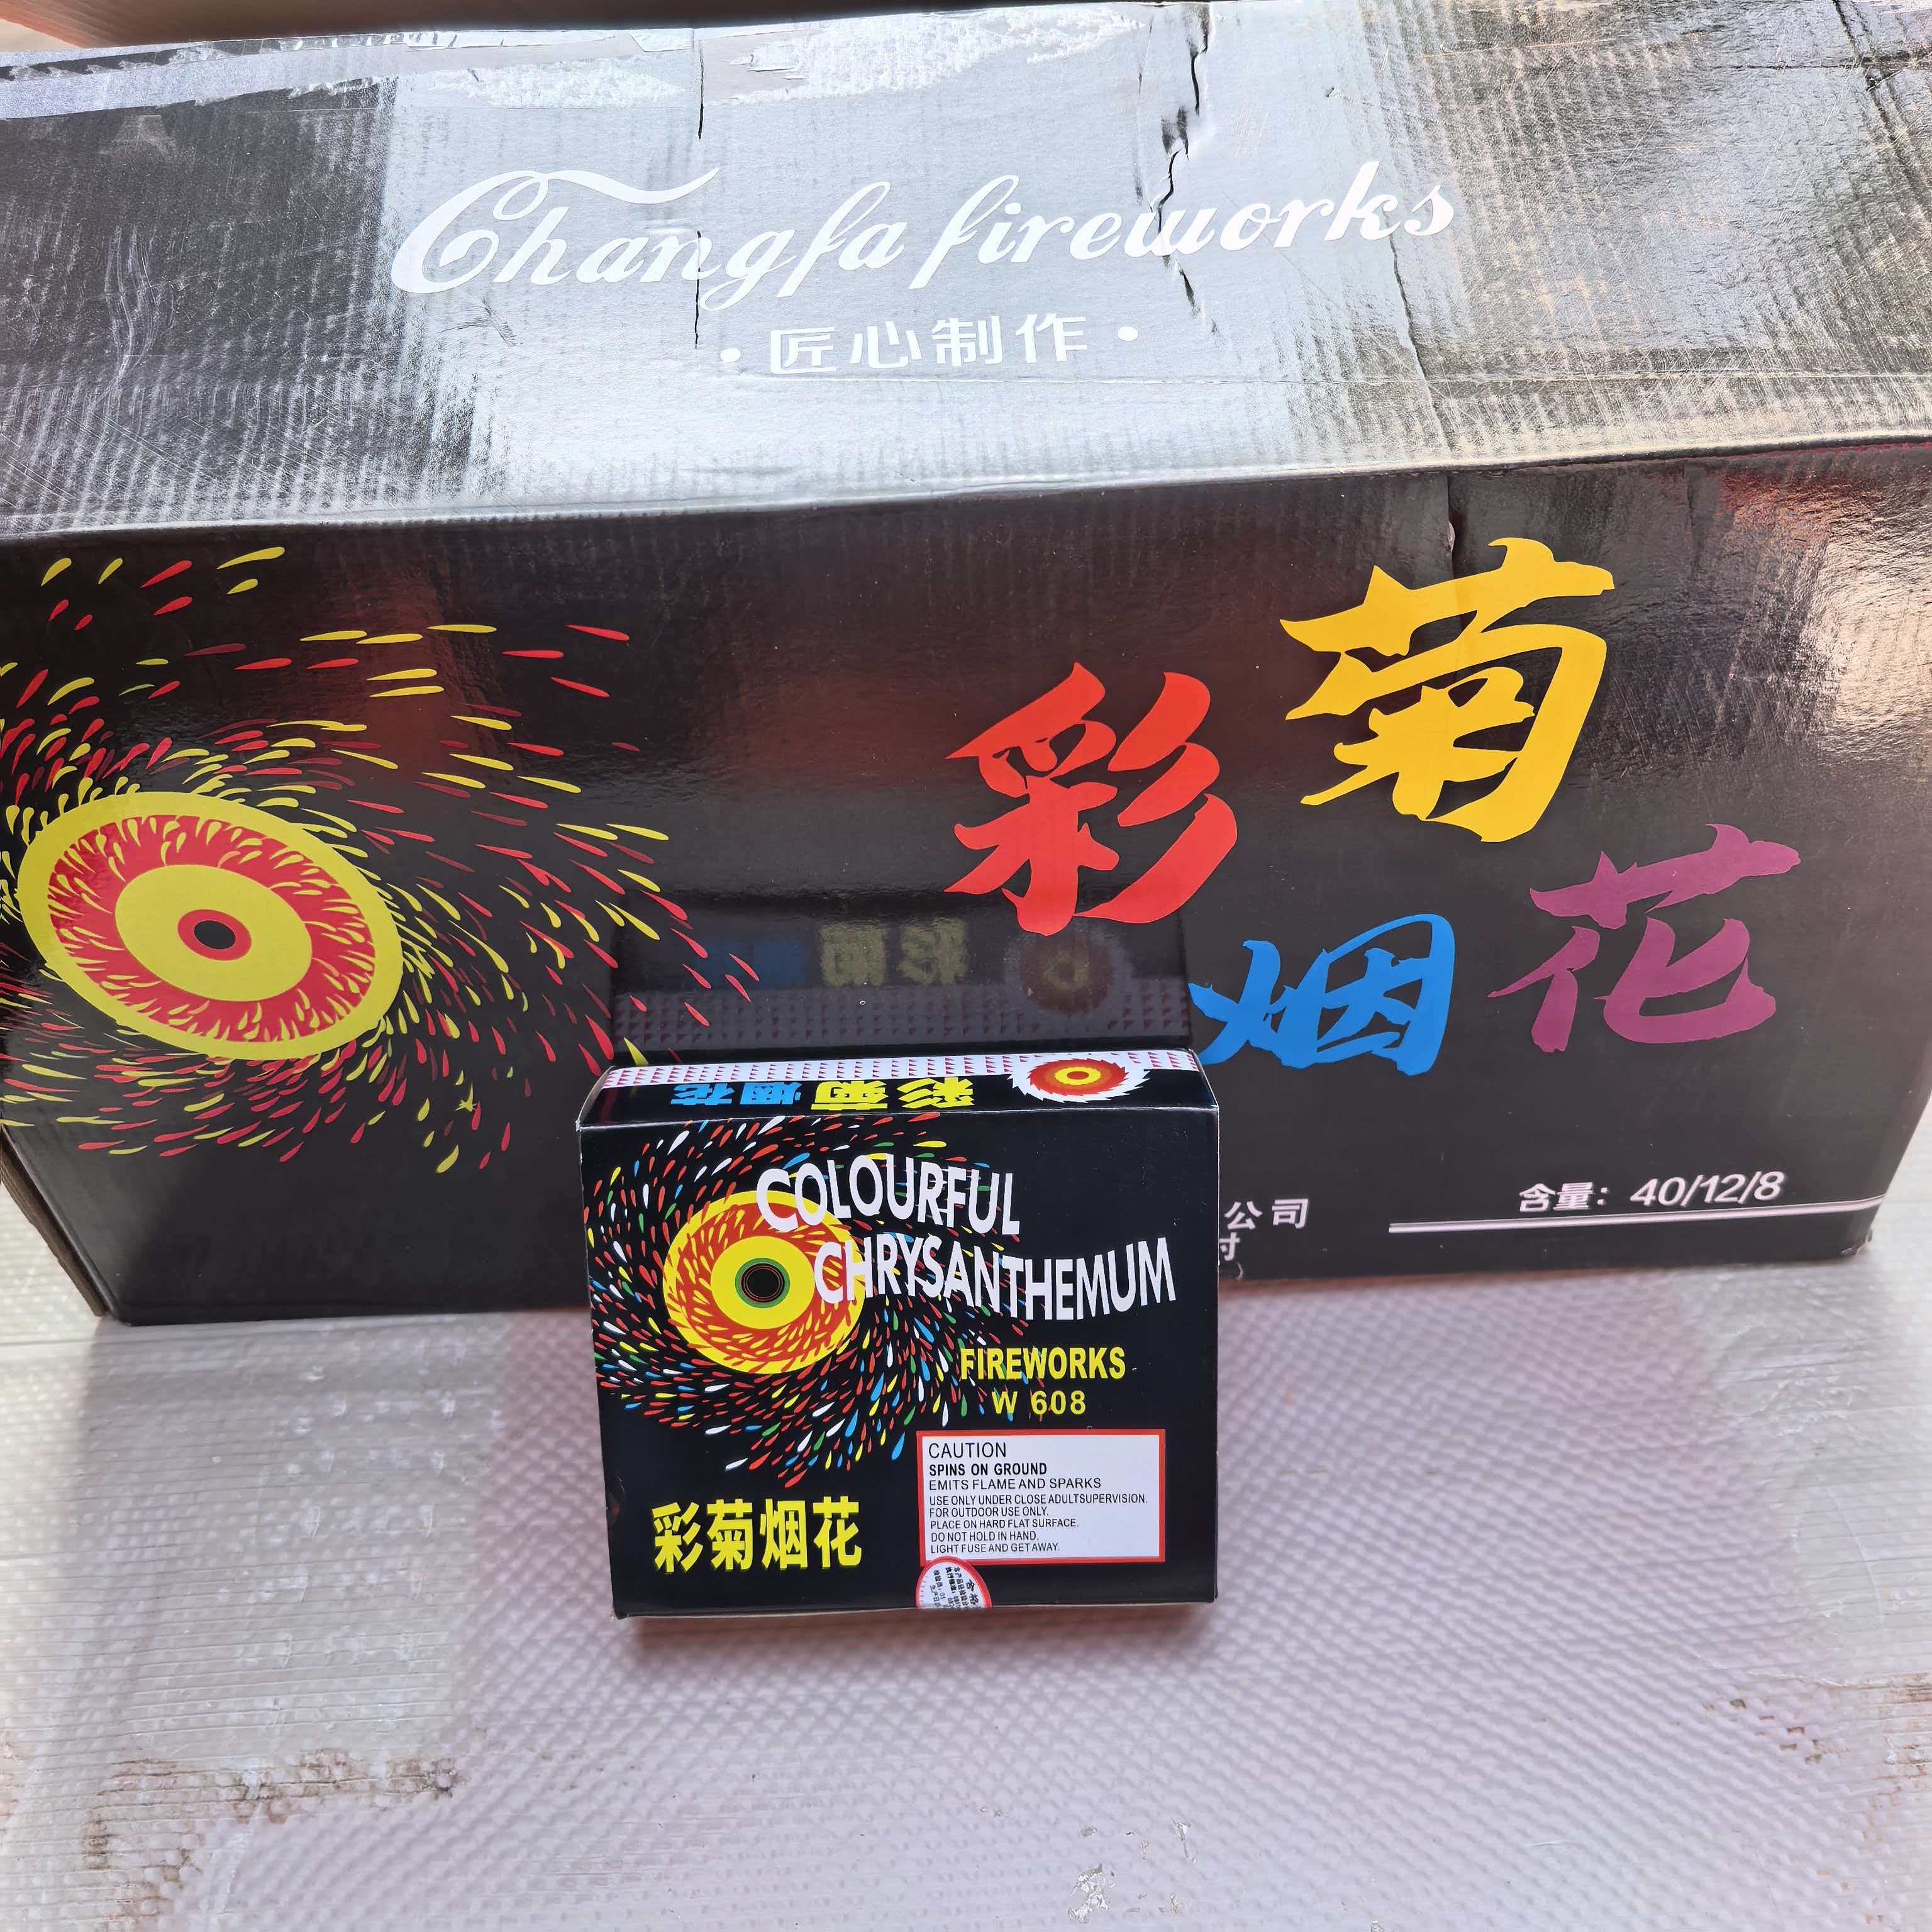 Changfa fireworks
·匠心制作·
彩菊
烟花
含量：40/12/8
公司
村
彩菊烟花
COLOURFUL
CHRYSANTHEMUM
FIREWORKS
W 608
CAUTION
SPINS ON GROUND
EMITS FLAME AND SPARKS
USE ONLY UNDER CLOSE ADULTSUPERVISION.
FOR OUTDOOR USE ONLY.
PLACE ON HARD FLAT SURFACE.
DO NOT HOLD IN HAND.
LIGHT FUSE AND GET AWAY.
彩菊烟花